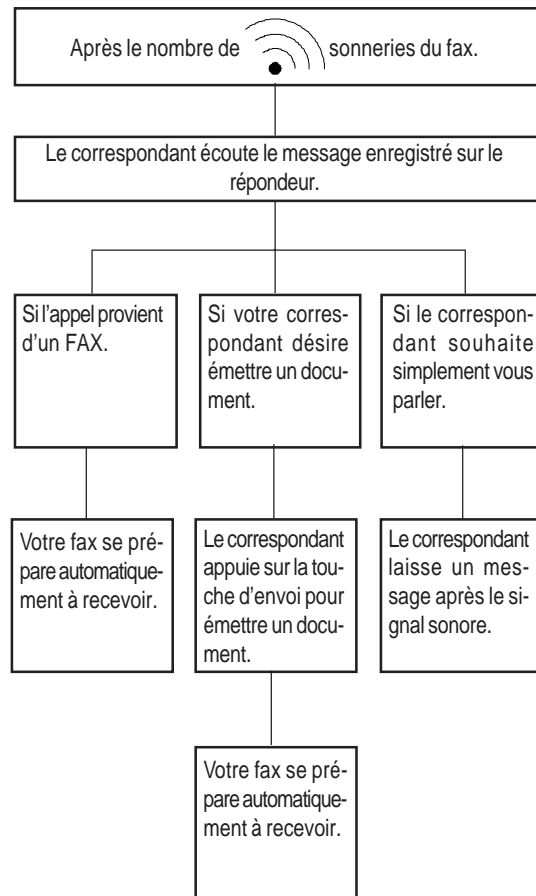 Après le nombre de sonneries du fax.
Le correspondant écoute le message enregistré sur le
répondeur.
Si l'appel provient
d'un FAX.
Si votre corres-
pondant désire
émettre un docu-
ment.
Si le correspon-
dant souhaite
simplement vous
parler.
Votre fax se pré-
pare automatique-
ment à recevoir.
Le correspondant
appuie sur la tou-
che d'envoi pour
émettre un docu-
ment.
Le correspondant
laisse un mes-
sage après le si-
gnal sonore.
Votre fax se pré-
pare automatique-
ment à recevoir.